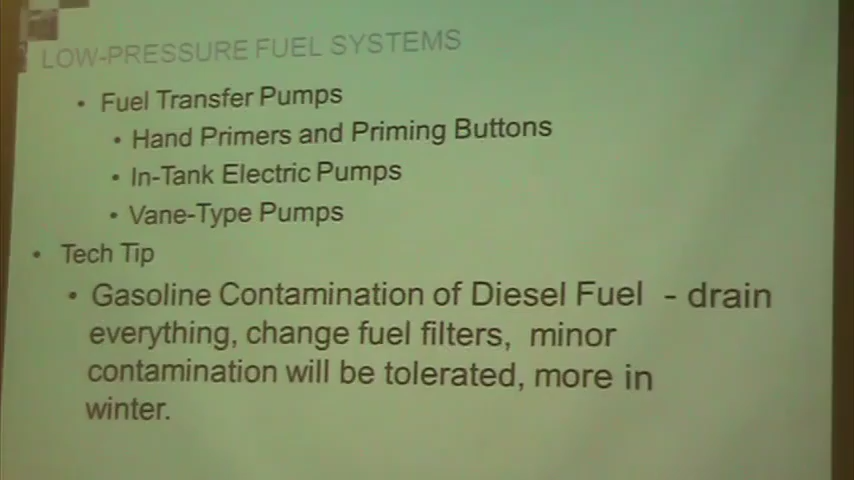 LOW-PRESSURE FUEL SYSTEMS
• Fuel Transfer Pumps
• Hand Primers and Priming Buttons
• In-Tank Electric Pumps
• Vane-Type Pumps
• Tech Tip
• Gasoline Contamination of Diesel Fuel - drain
everything, change fuel filters, minor
contamination will be tolerated, more in
winter.